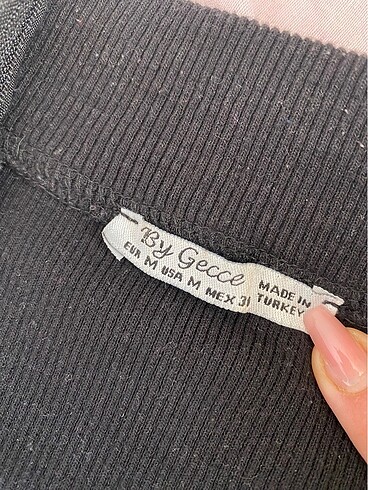 By Gecce
EUR M USA M MEX 31
MADE IN
TURKEY